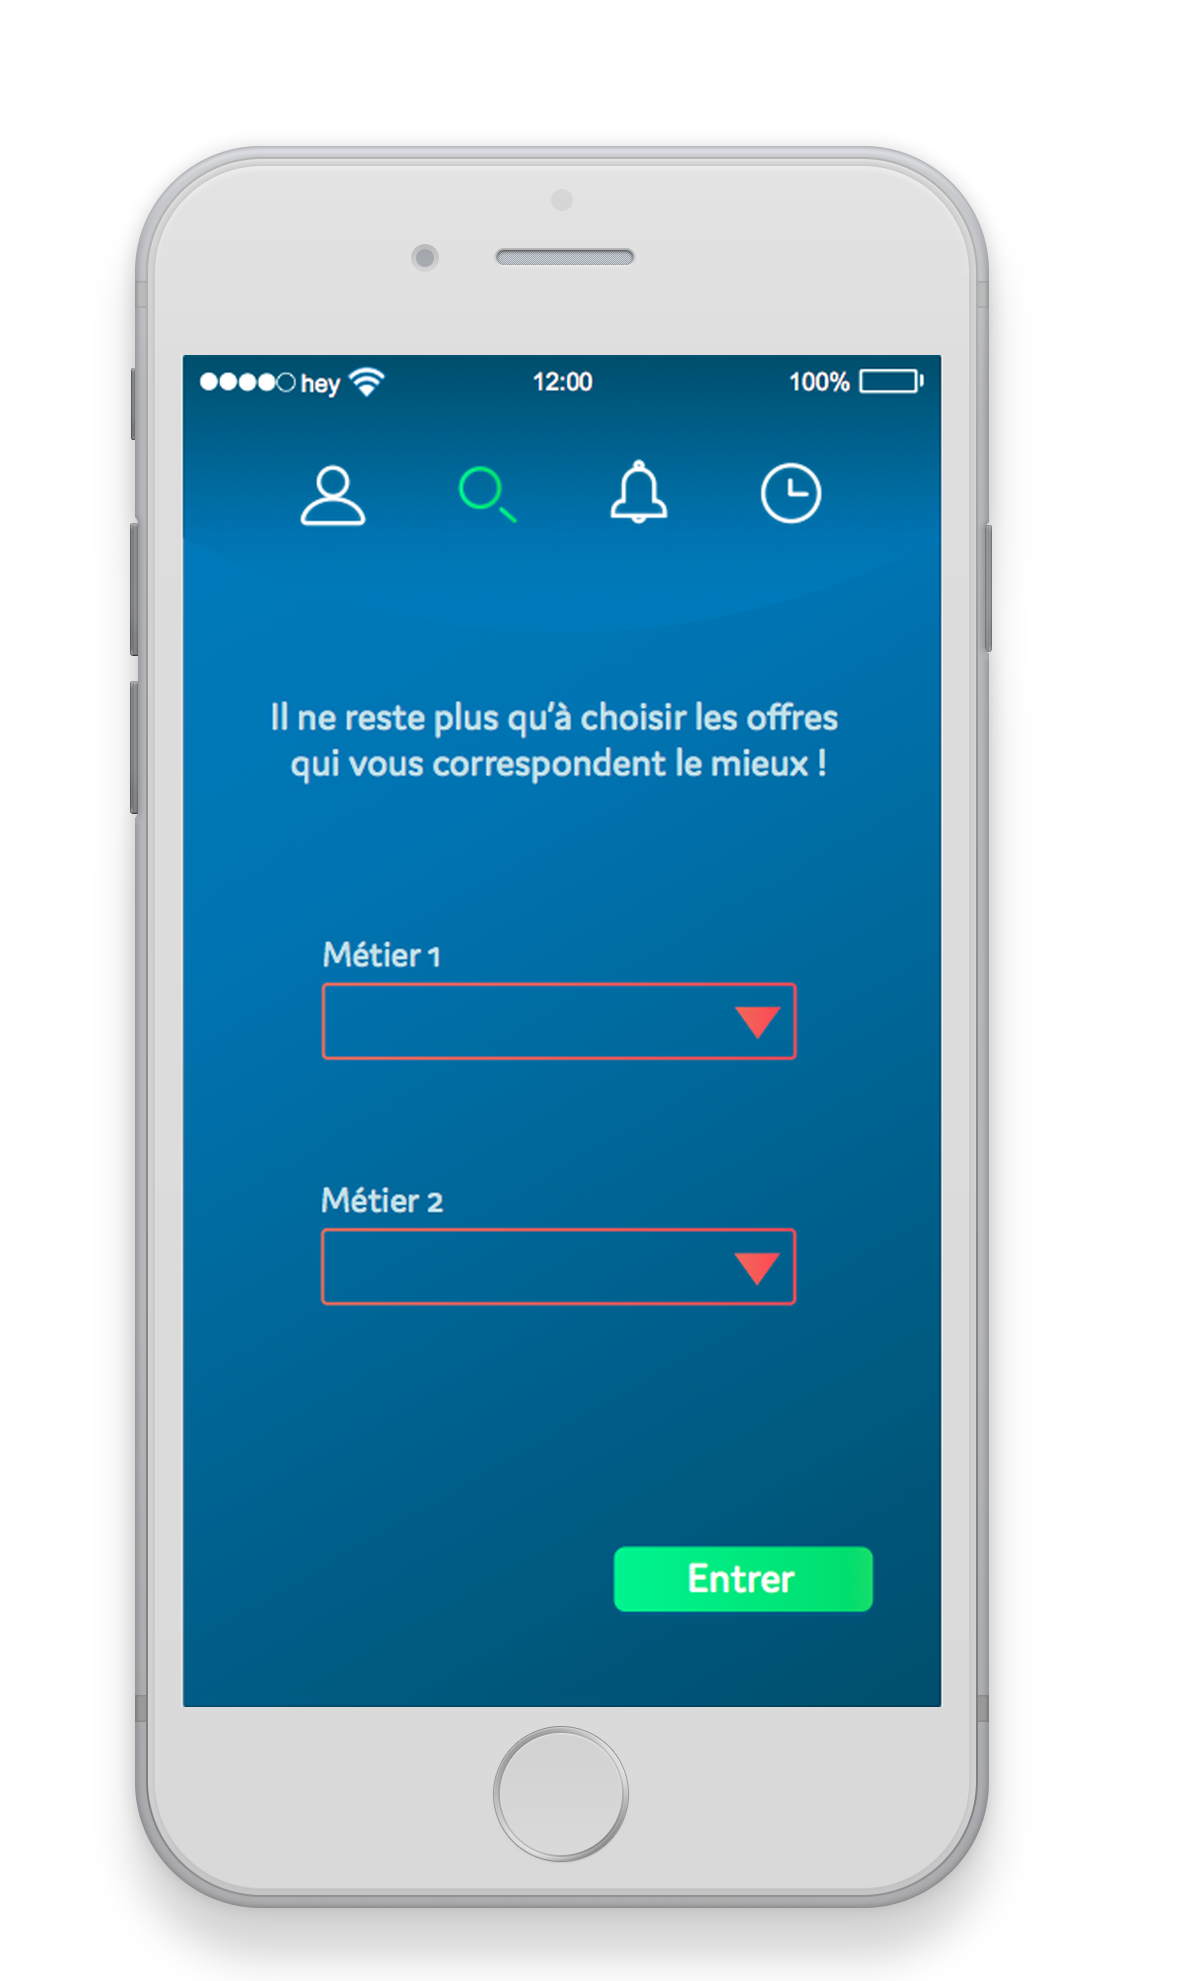 hey 12:00 100%
Il ne reste plus qu’à choisir les offres
qui vous correspondent le mieux !
Métier 1
Métier 2
Entrer